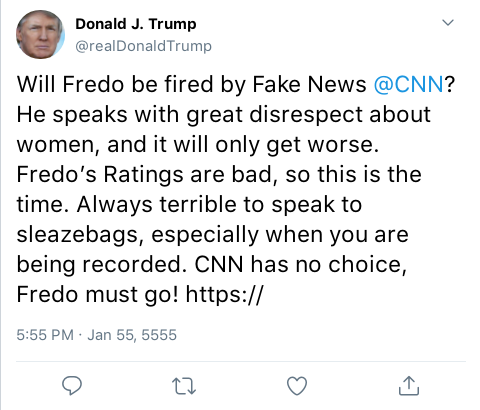 Donald J. Trump
@realDonaldTrump
Will Fredo be fired by Fake News @CNN?
He speaks with great disrespect about
women, and it will only get worse.
Fredo’s Ratings are bad, so this is the
time. Always terrible to speak to
sleazebags, especially when you are
being recorded. CNN has no choice,
Fredo must go! https://
5:55 PM · Jan 55, 5555